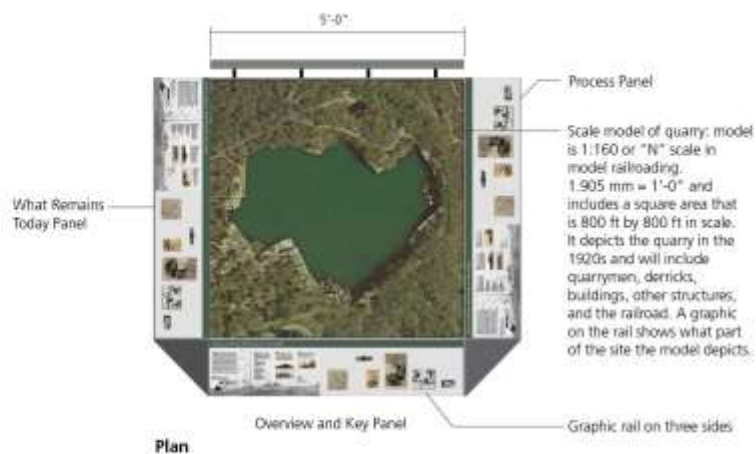 5'-0"
Process Panel
Scale model of quarry: model
is 1:160 or "N" scale in
model railroading.
1.905 mm = 1'-0" and
includes a square area that
is 800 ft by 800 ft in scale.
It depicts the quarry in the
1920s and will include
quarrymen, derricks,
buildings, other structures,
and the railroad. A graphic
on the rail shows what part
of the site the model depicts.
What Remains
Today Panel
Overview and Key Panel
Graphic rail on three sides
Plan